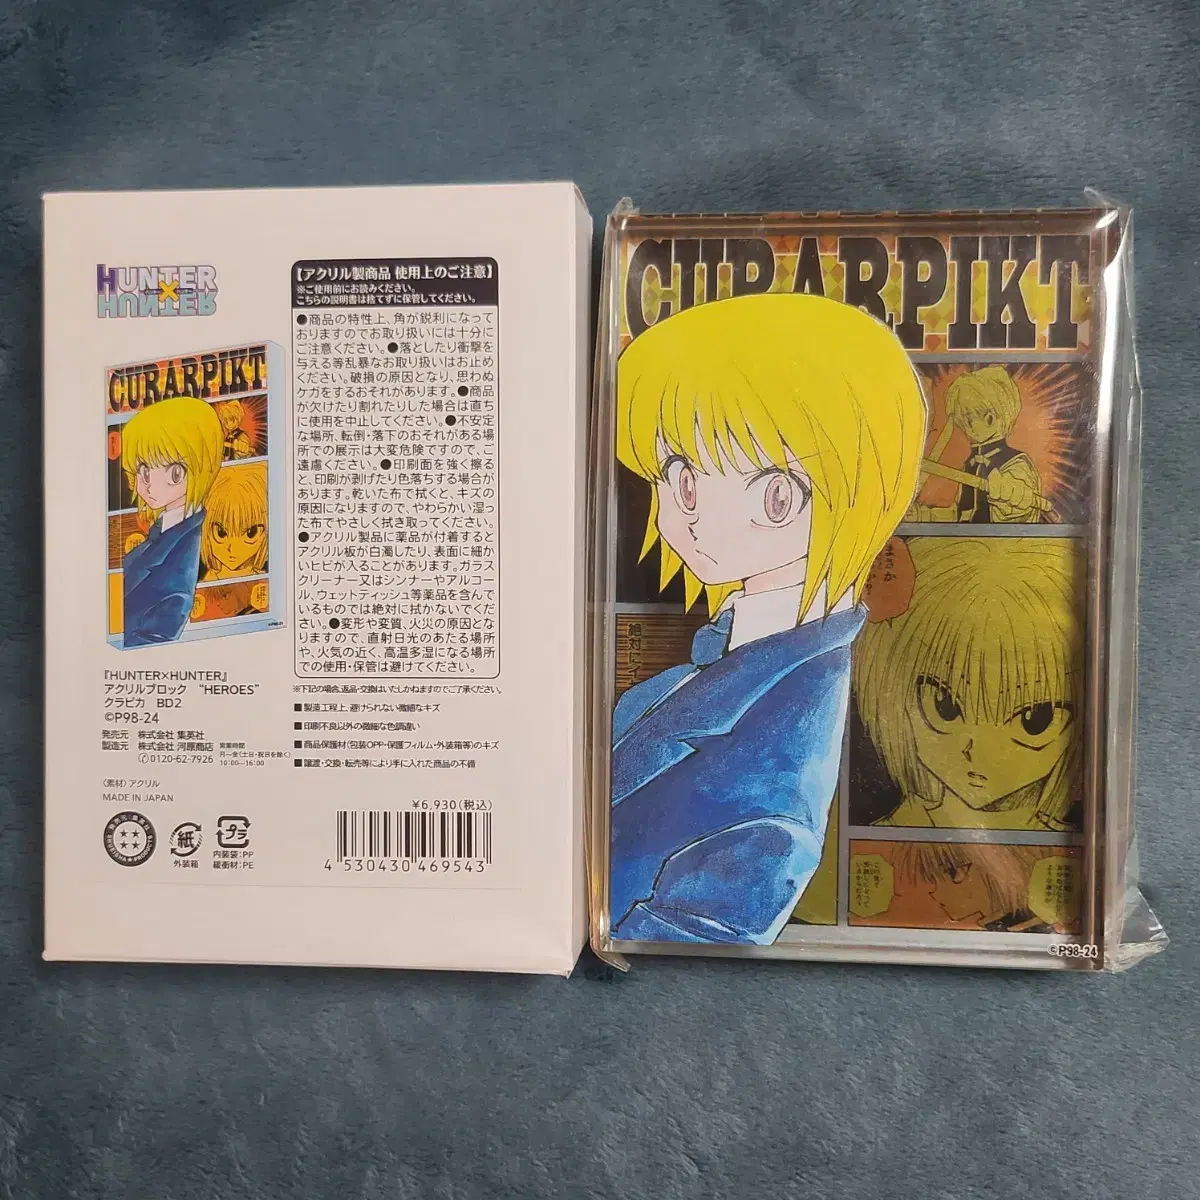 HUNTER
×
HUNTER
CURARPIKT
『HUNTER×HUNTER』
アクリルブロック “HEROES”
クラピカ BD2
©P98-24
発売元 株式会社 集英社
製造元 株式会社 河原商店
0120-62-7926
営業時間
月〜金(土・日・祝日を除く)
10:00〜16:00
〈素材〉アクリル
MADE IN JAPAN
紙
外装箱
プラ
内装袋:PP
緩衝材:PE
【アクリル製商品 使用上のご注意】
※ご使用前にお読みください。
こちらの説明書は捨てずに保管してください。
●商品の特性上、角が鋭利になって
おりますのでお取り扱いには十分に
ご注意ください。●落としたり衝撃を
与える等乱暴なお取り扱いはお止め
ください。破損の原因となり、思わぬ
ケガをするおそれがあります。●商品
が欠けたり割れたりした場合は直ち
に使用を中止してください。●不安定
な場所、転倒・落下のおそれがある場
所での展示は大変危険ですので、ご
遠慮ください。●印刷面を強く擦る
と、印刷が剥げたり色落ちする場合が
あります。乾いた布で拭くと、キズの
原因になりますので、やわらかい湿っ
た布でやさしく拭き取ってください。
●アクリル製品に薬品が付着すると
アクリル板が白濁したり、表面に細か
いヒビが入ることがあります。ガラス
クリーナー又はシンナーやアルコー
ル、ウェットティッシュ等薬品を含んで
いるものでは絶対に拭かないでくだ
さい。●変形や変質、火災の原因とな
りますので、直射日光のあたる場所
や、火気の近く、高温多湿になる場所
での使用・保管は避けてください。
※下記の場合、返品・交換はいたしかねますのでご了承ください。
■製造工程上、避けられない微細なキズ
■印刷不良以外の微細な色調違い
■商品保護材(包装OPP・保護フィルム・外装箱等)のキズ
■譲渡・交換・転売等により手に入れた商品の不備
¥6,930(税込)
4 530430 469543
CURARPIKT
まさか
か?
絶対に
©P98-24